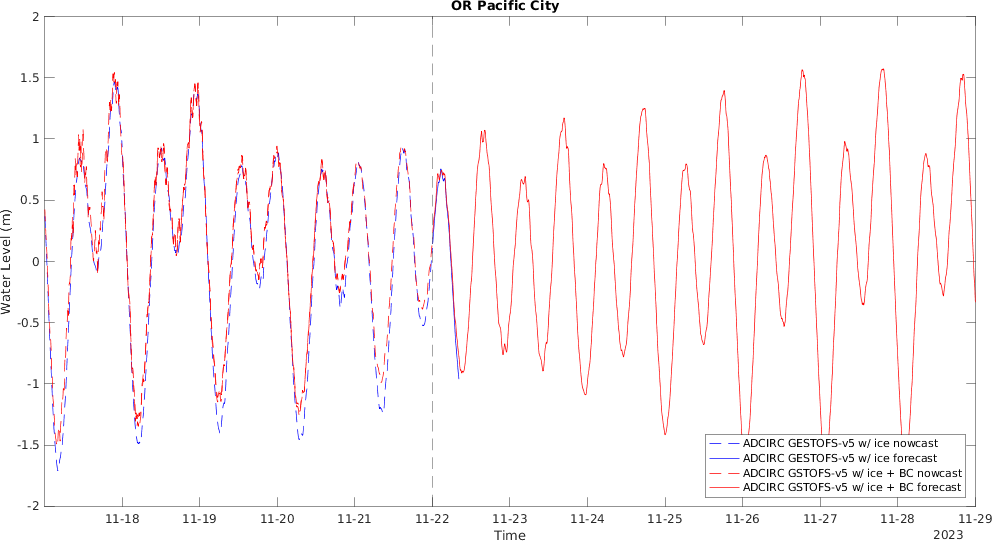 OR Pacific City
2
1.5
1
0.5
0
-0.5
-1
-1.5
-2
Water Level (m)
11-18 11-19 11-20 11-21 11-22 11-23 11-24 11-25 11-26 11-27 11-28 11-29
Time
2023
ADCIRC GESTOFS-v5 w/ ice nowcast
ADCIRC GESTOFS-v5 w/ ice forecast
ADCIRC GSTOFS-v5 w/ ice + BC nowcast
ADCIRC GSTOFS-v5 w/ ice + BC forecast